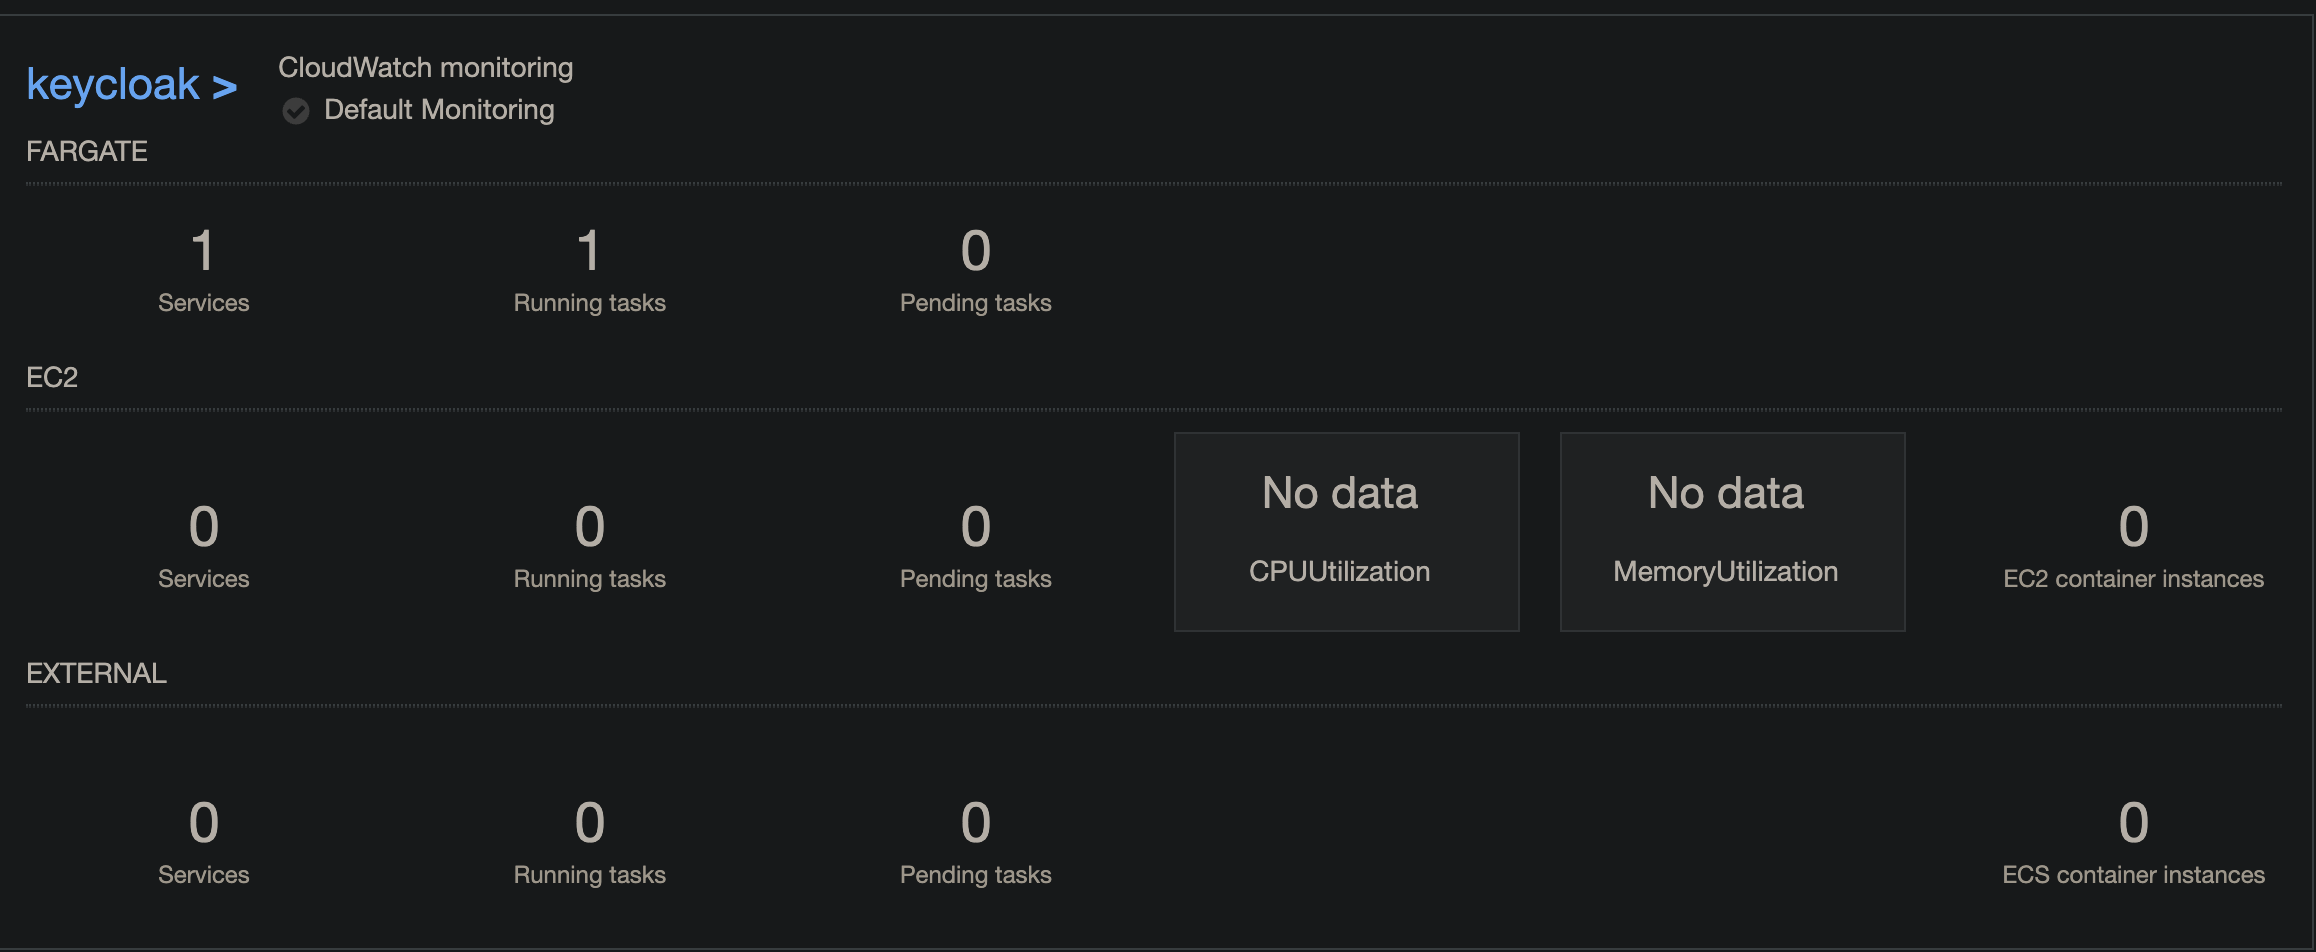 keycloak >
CloudWatch monitoring
Default Monitoring
FARGATE
1 1 0
Services Running tasks Pending tasks
EC2
No data No data
0 0 0 0
CPUUtilization MemoryUtilization
Services Running tasks Pending tasks EC2 container instances
EXTERNAL
0 0 0 0
Services Running tasks Pending tasks ECS container instances